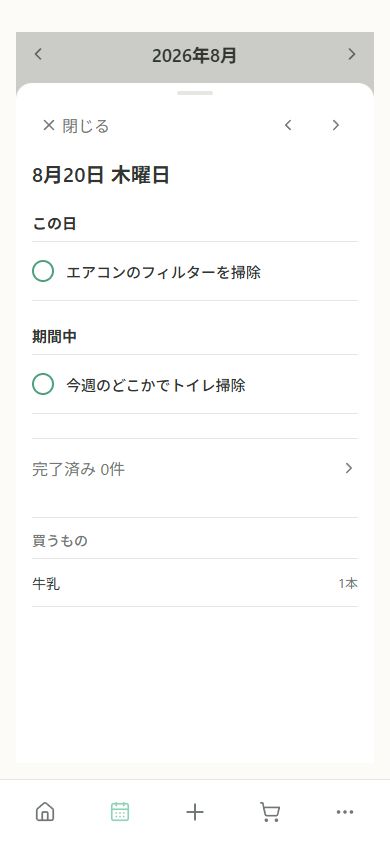 2026年8月
閉じる
8月20日 木曜日
この日
エアコンのフィルターを掃除
期間中
今週のどこかでトイレ掃除
完了済み 0件
買うもの
牛乳 1本